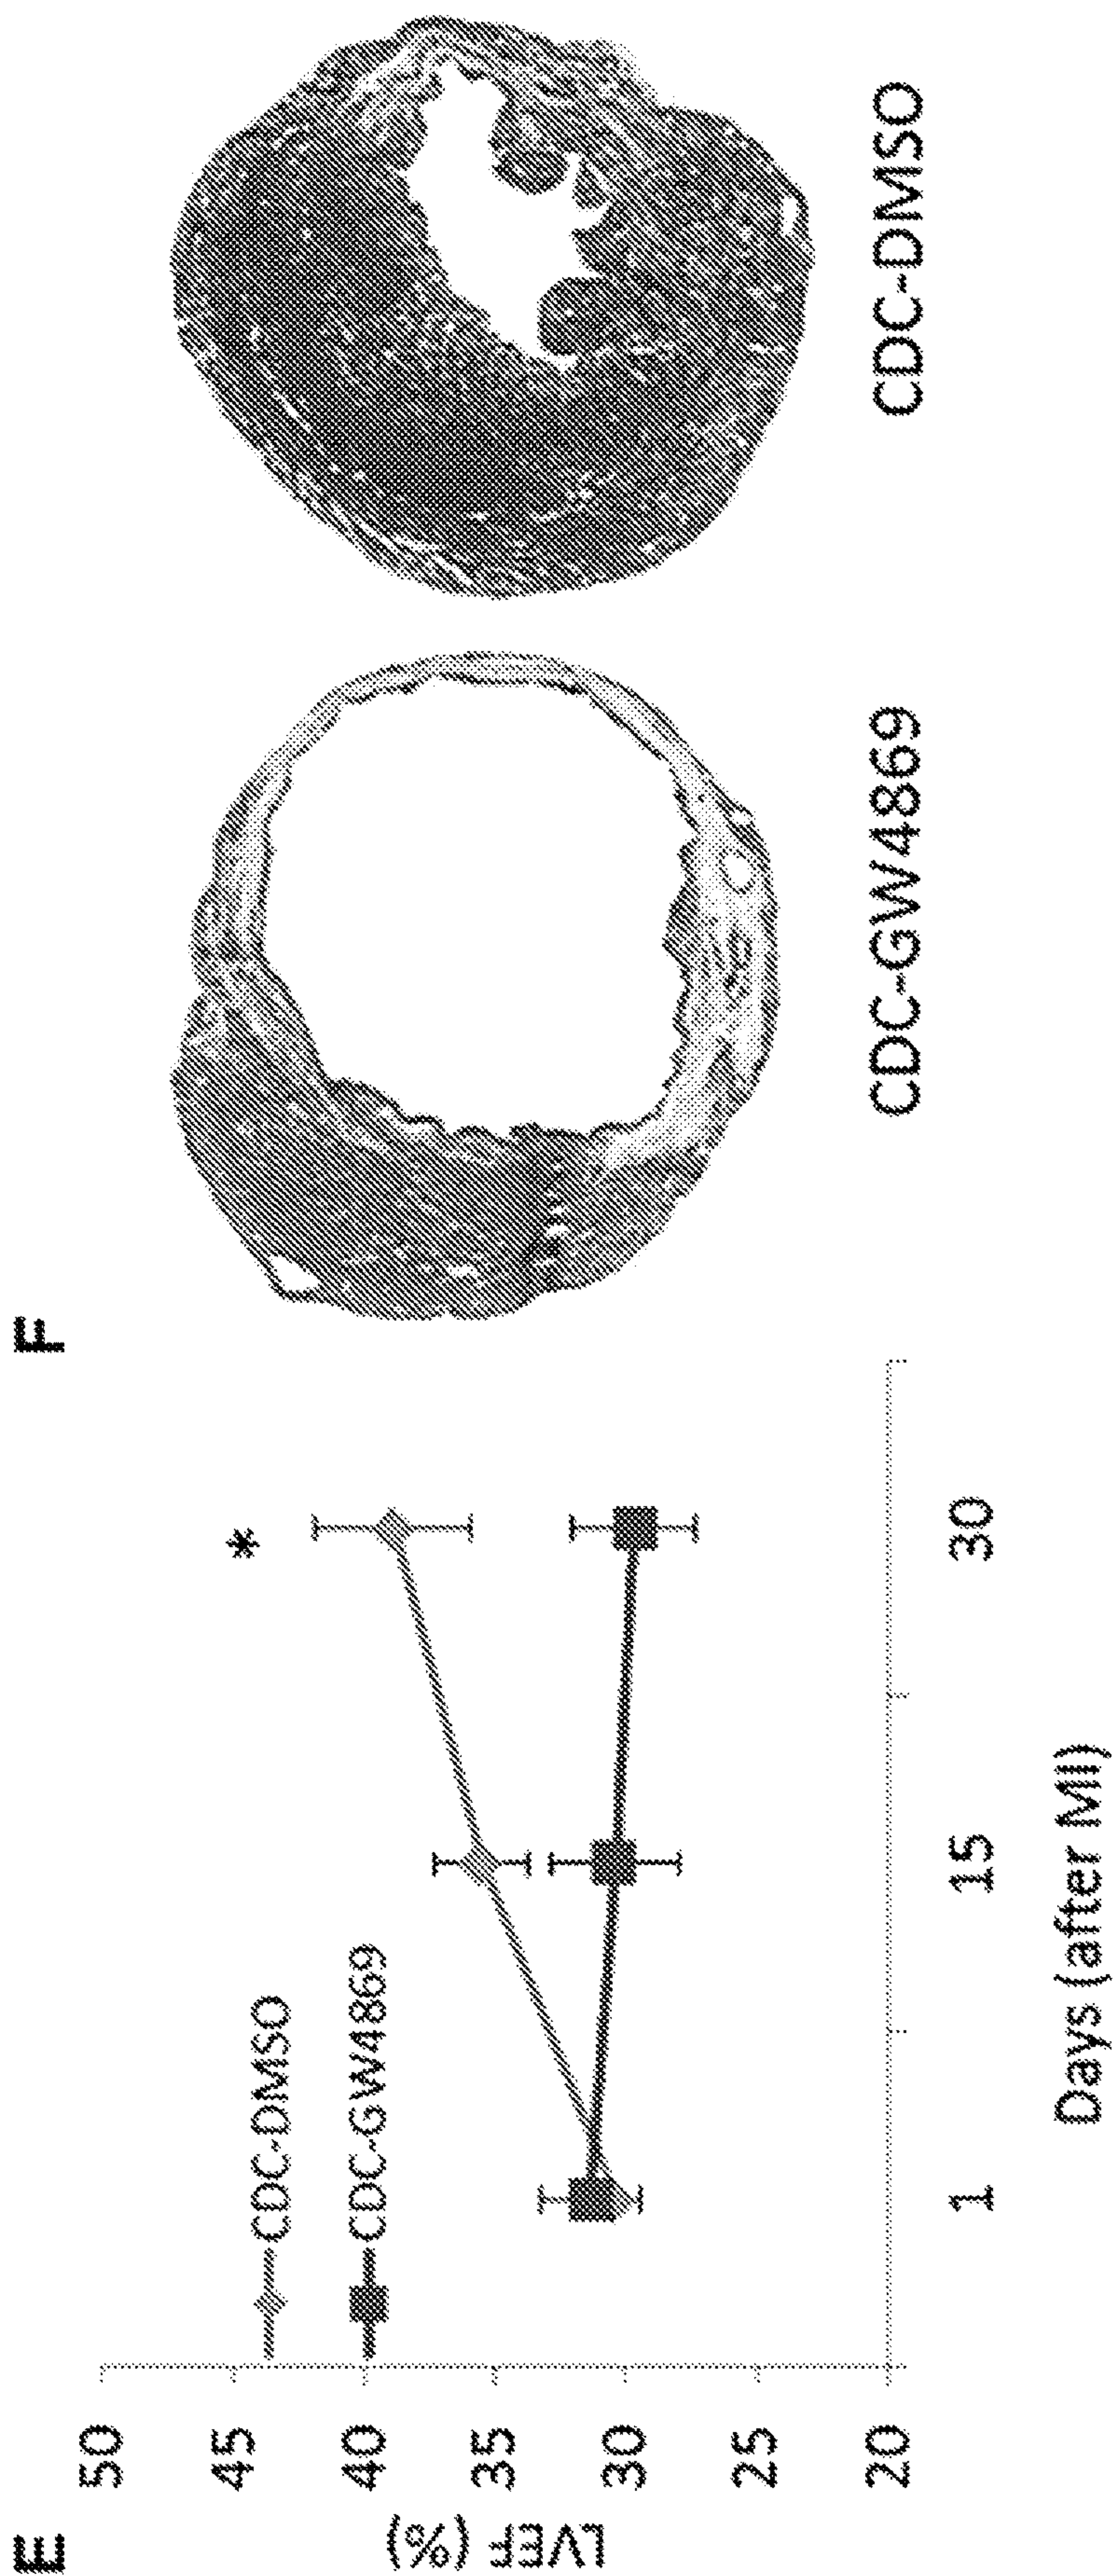 E
LVEF (%)
50
45
40
35
30
25
20
CDC-DMSO
CDC-GW4869
*
1
15
30
Days (after MI)
F
CDC-GW4869
CDC-DMSO